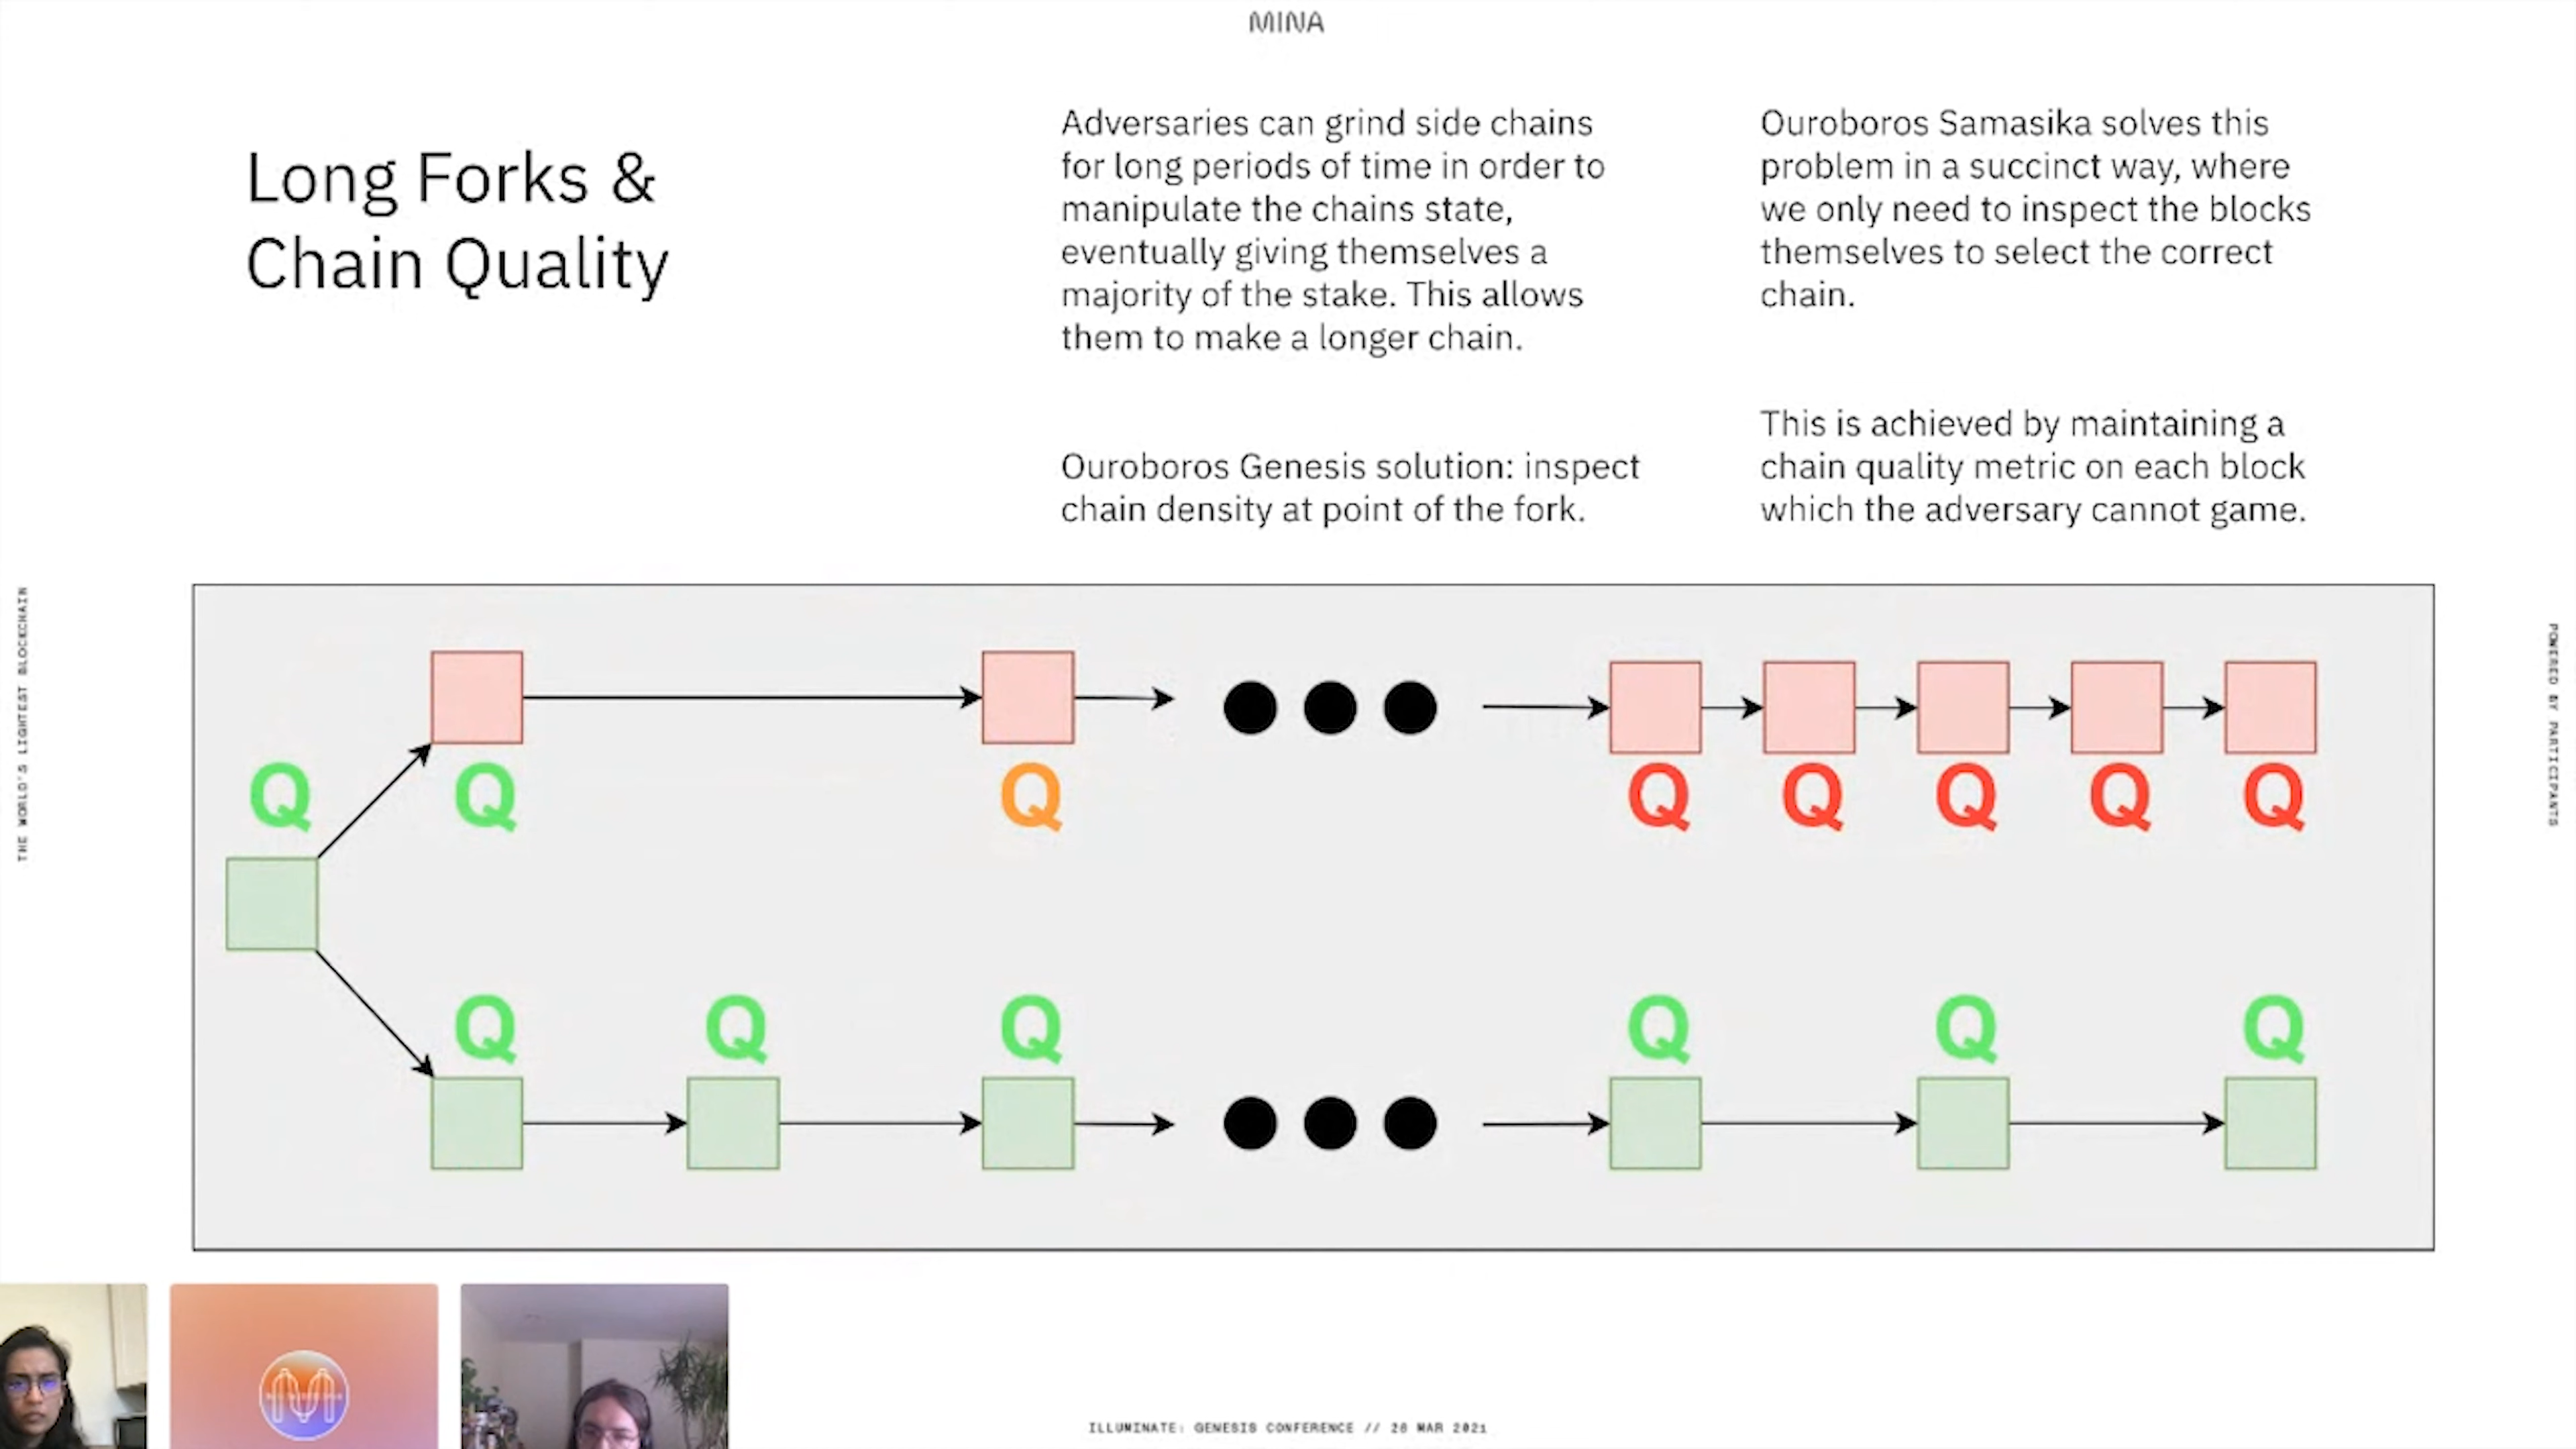 MINA
Long Forks &
Chain Quality
Adversaries can grind side chains
for long periods of time in order to
manipulate the chains state,
eventually giving themselves a
majority of the stake. This allows
them to make a longer chain.
Ouroboros Genesis solution: inspect
chain density at point of the fork.
Ouroboros Samasika solves this
problem in a succinct way, where
we only need to inspect the blocks
themselves to select the correct
chain.
This is achieved by maintaining a
chain quality metric on each block
which the adversary cannot game.
THE WORLD'S LIGHTEST BLOCKCHAIN
POWERED BY PARTICIPANTS
Q Q Q Q Q Q Q Q
Q Q Q Q Q Q
ILLUMINATE: GENESIS CONFERENCE // 26 MAR 2021